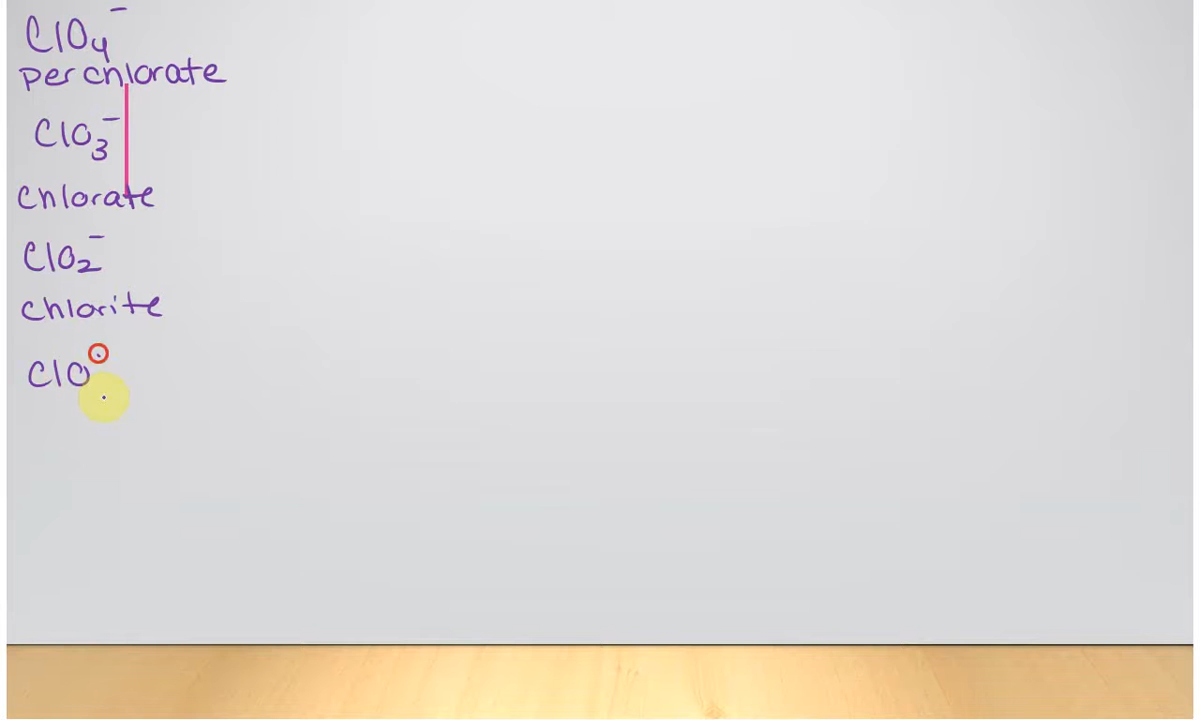 ClO₄⁻
perchlorate
ClO₃⁻
chlorate
ClO₂⁻
chlorite
ClO